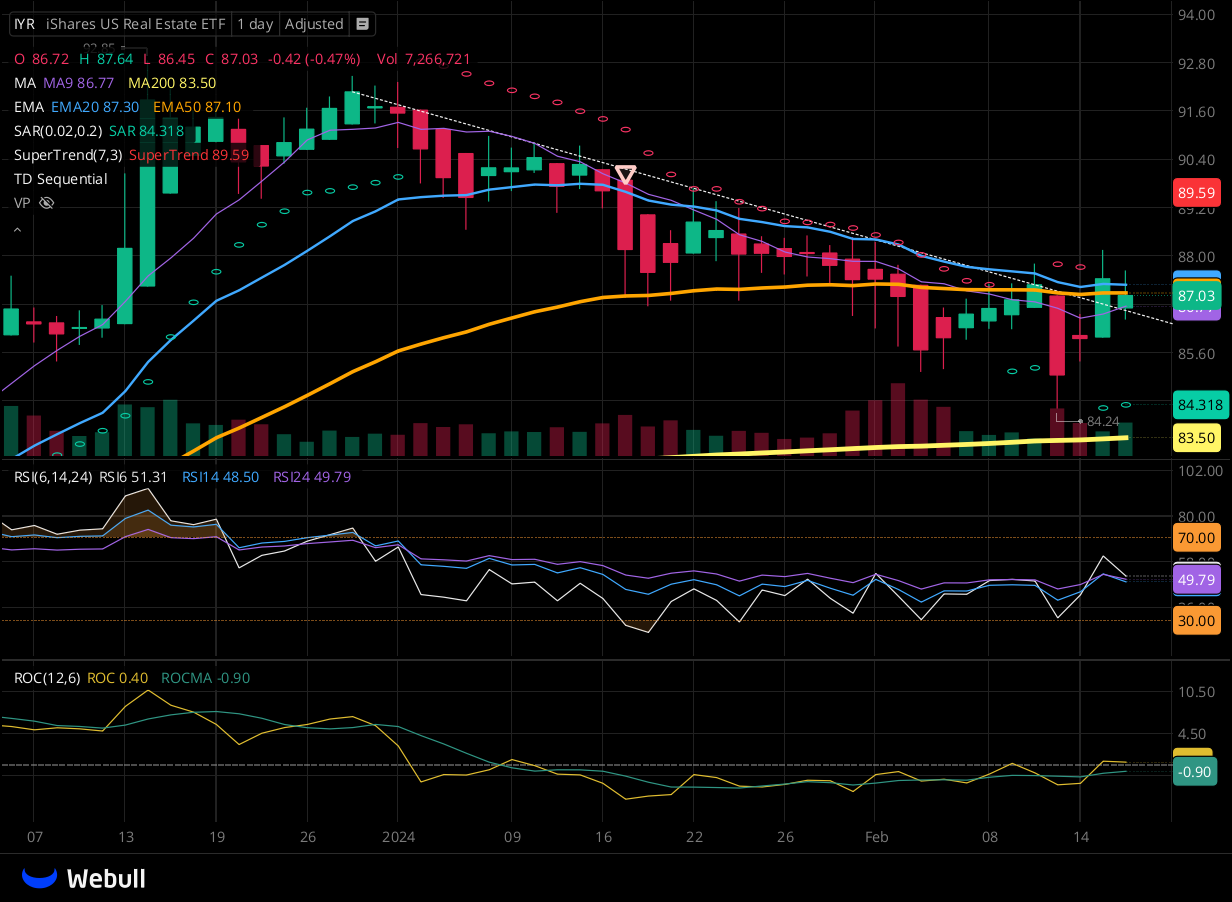 IYR iShares US Real Estate ETF 1 day Adjusted
94.00
O 86.72 H 87.64 L 86.45 C 87.03 -0.42 (-0.47%) Vol 7,266,721
92.80
MA MA9 86.77 MA200 83.50
EMA EMA20 87.30 EMA50 87.10
91.60
SAR(0.02,0.2) SAR 84.318
SuperTrend(7,3) SuperTrend 89.59
90.40
TD Sequential
89.59
VP
89.20
88.00
87.03
85.60
84.318
84.24
83.50
RSI(6,14,24) RSI6 51.31 RSI14 48.50 RSI24 49.79
102.00
80.00
70.00
49.79
30.00
ROC(12,6) ROC 0.40 ROCMA -0.90
10.50
4.50
-0.90
07 13 19 26 2024 09 16 22 26 Feb 08 14
Webull